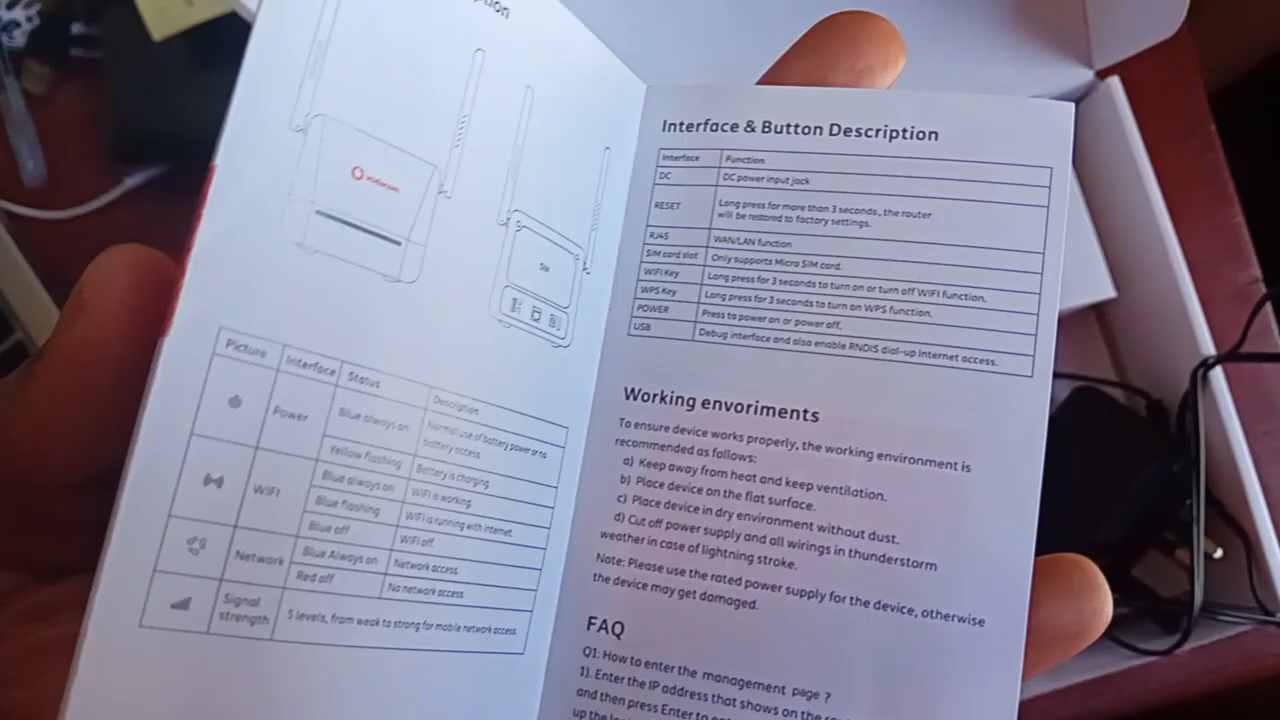 vodacom
SIM
Picture Interface Status Description
Power Blue always on Normal use of battery power or no
battery access.
Yellow flashing Battery is charging.
WIFI Blue always on WIFI is working.
Blue flashing WIFI is running with internet.
Blue off WIFI off.
Network Blue Always on Network access.
Red off No network access.
Signal
strength 5 levels, from weak to strong for mobile network access.
Interface & Button Description
Interface Function
DC DC power input jack
RESET Long press for more than 3 seconds, the router
will be restored to factory settings.
RJ45 WAN/LAN function
SIM card slot Only supports Micro SIM card.
WIFI Key Long press for 3 seconds to turn on or turn off WIFI function.
WPS Key Long press for 3 seconds to turn on WPS function.
POWER Press to power on or power off.
USB Debug interface and also enable RNDIS dial-up Internet access.
Working envoriments
To ensure device works properly, the working environment is
recommended as follows:
a) Keep away from heat and keep ventilation.
b) Place device on the flat surface.
c) Place device in dry environment without dust.
d) Cut off power supply and all wirings in thunderstorm
weather in case of lightning stroke.
Note: Please use the rated power supply for the device, otherwise
the device may get damaged.
FAQ
Q1: How to enter the management page ?
1). Enter the IP address that shows on the
and then press Enter to
up the